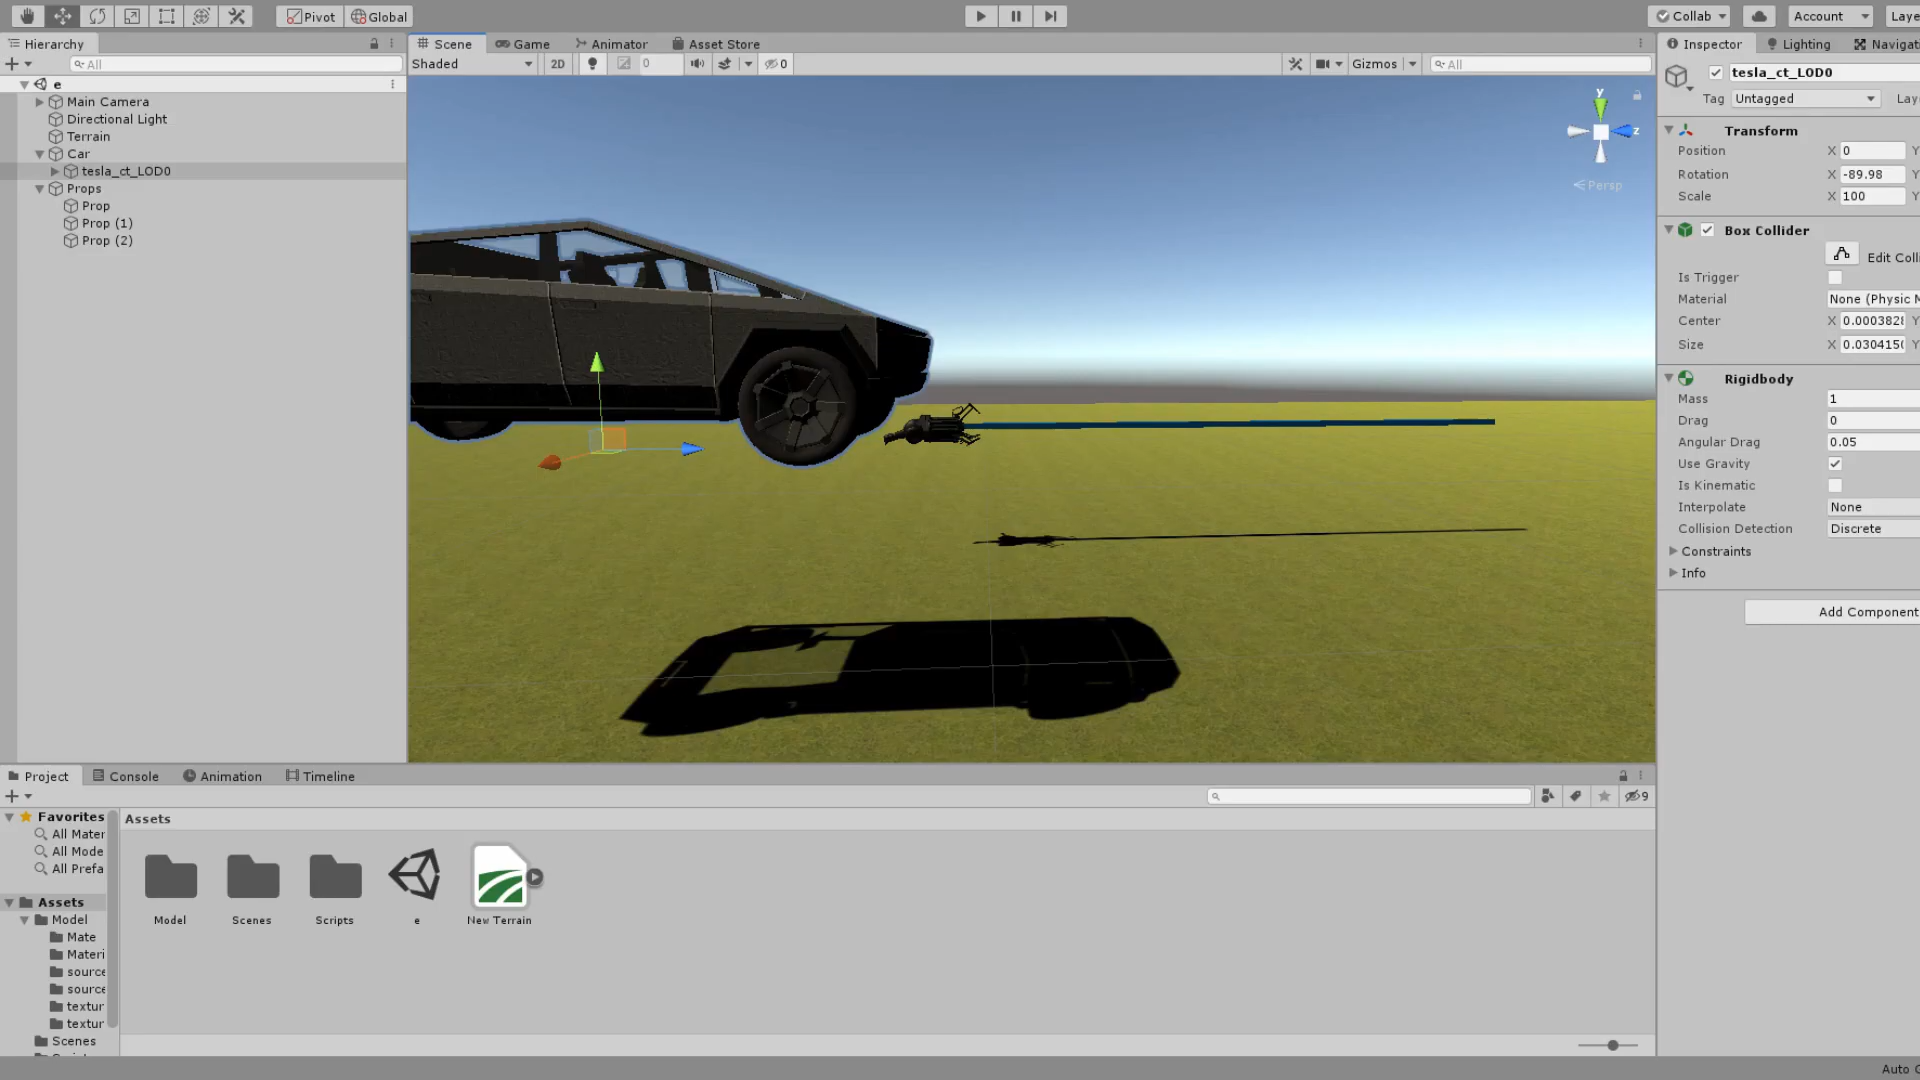 Pivot Global Collab Account Laye
Hierarchy Scene Game Animator Asset Store Inspector Lighting Navigati
All Shaded 2D 0 0 Gizmos All
e
tesla_ct_LOD0
Main Camera
Tag Untagged Laye
Directional Light
Terrain
Car
tesla_ct_LOD0
Props
Prop
Prop (1)
Prop (2)
y
z
Persp
Transform
Position X 0 Y
Rotation X -89.98 Y
Scale X 100 Y
Box Collider
Edit Colli
Is Trigger
Material None (Physic M
Center X 0.0003828 Y
Size X 0.030415 Y
Rigidbody
Mass 1
Drag 0
Angular Drag 0.05
Use Gravity
Is Kinematic
Interpolate None
Collision Detection Discrete
Constraints
Info
Add Component
Project Console Animation Timeline
9
Favorites
All Mater
All Mode
All Prefa
Assets
Model
Mate
Materi
source
source
textur
textur
Scenes
Assets
Model Scenes Scripts e New Terrain
Auto G